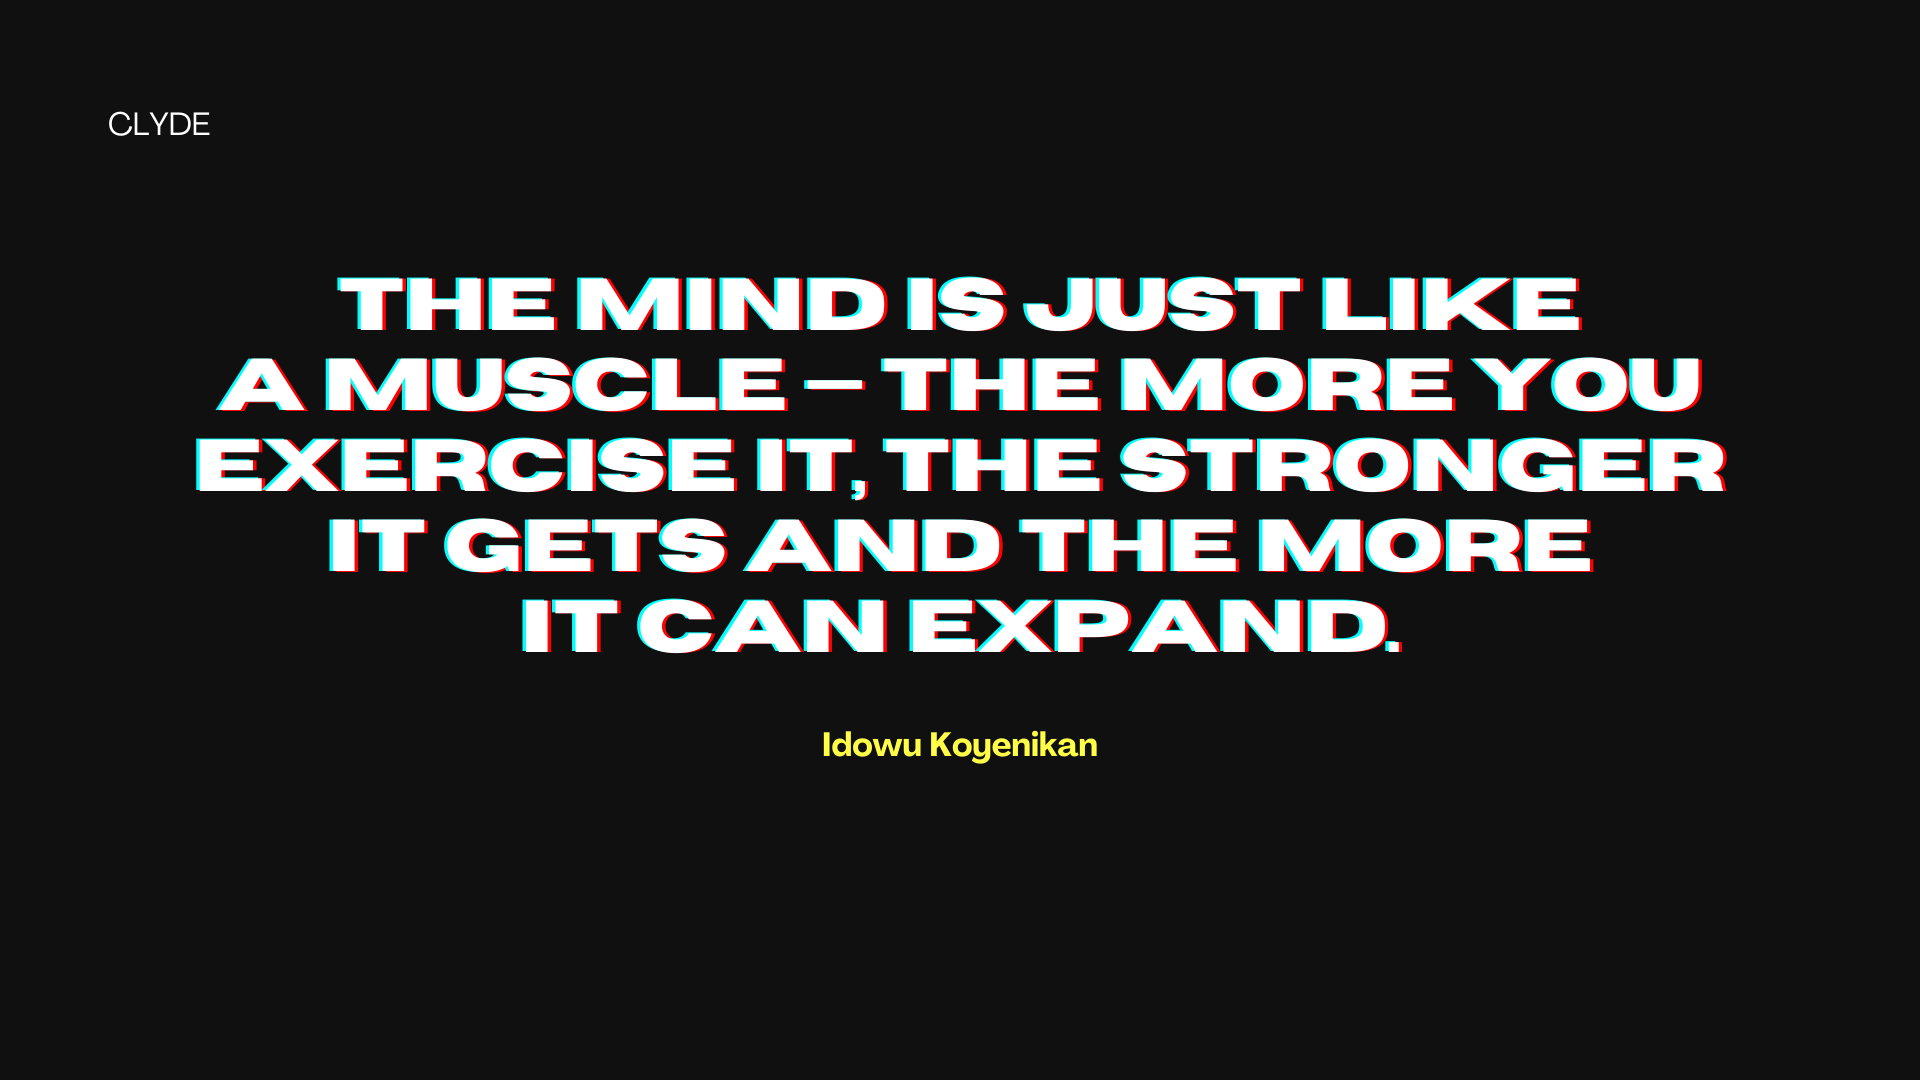 CLYDE
THE MIND IS JUST LIKE
A MUSCLE – THE MORE YOU
EXERCISE IT, THE STRONGER
IT GETS AND THE MORE
IT CAN EXPAND.
Idowu Koyenikan